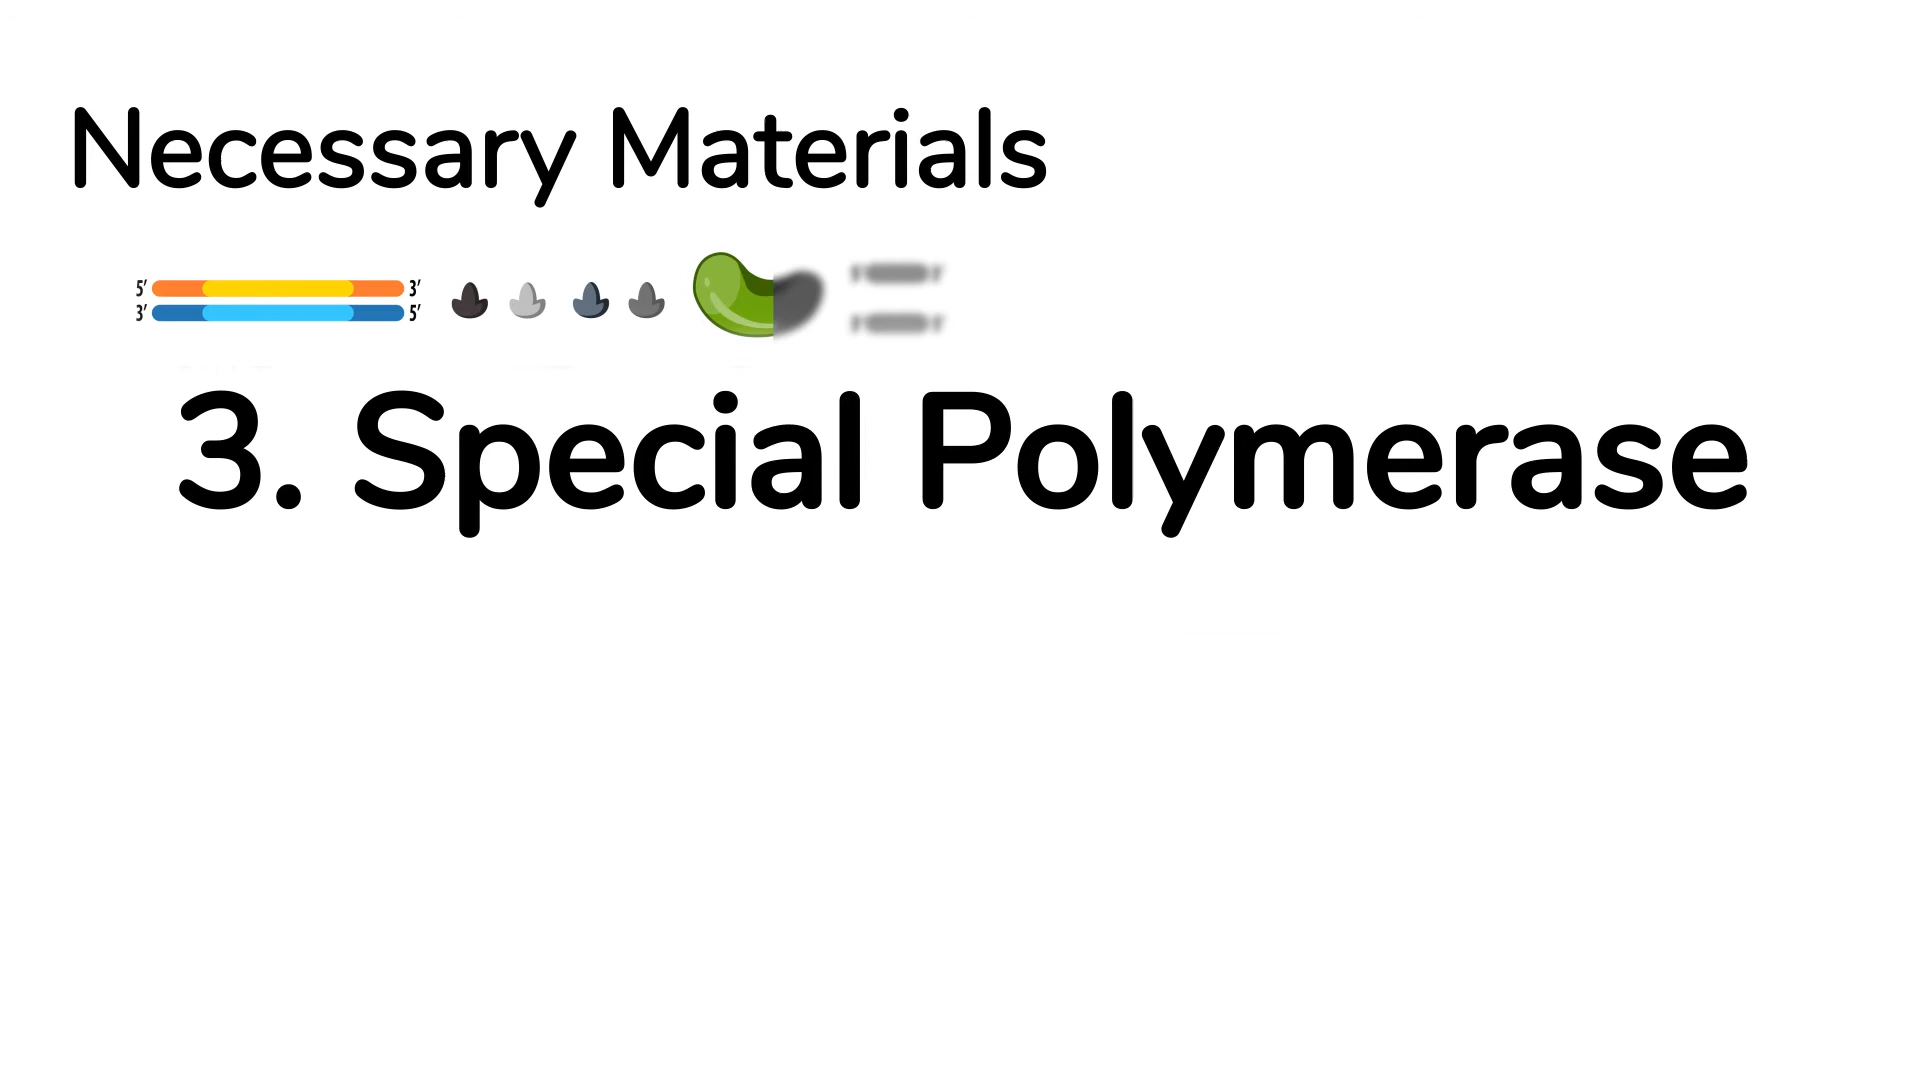 Necessary Materials
5′ 3′
3′ 5′
3. Special Polymerase